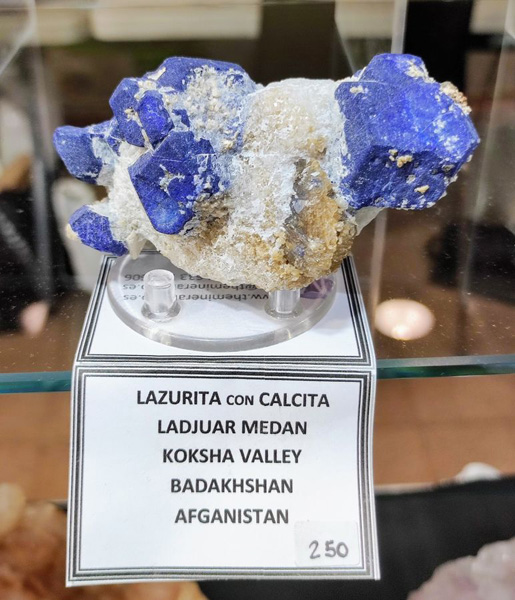 LAZURITA CON CALCITA
LADJUAR MEDAN
KOKSHA VALLEY
BADAKHSHAN
AFGANISTAN
250